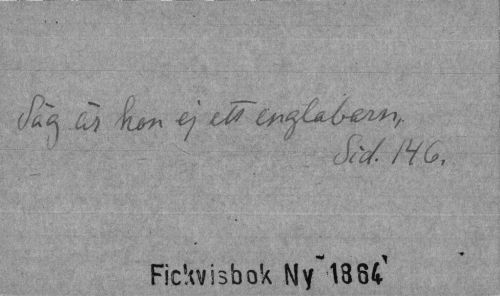 Säg är hon ej ett englabarn,
Sid. 146.
Fickvisbok Ny 1864